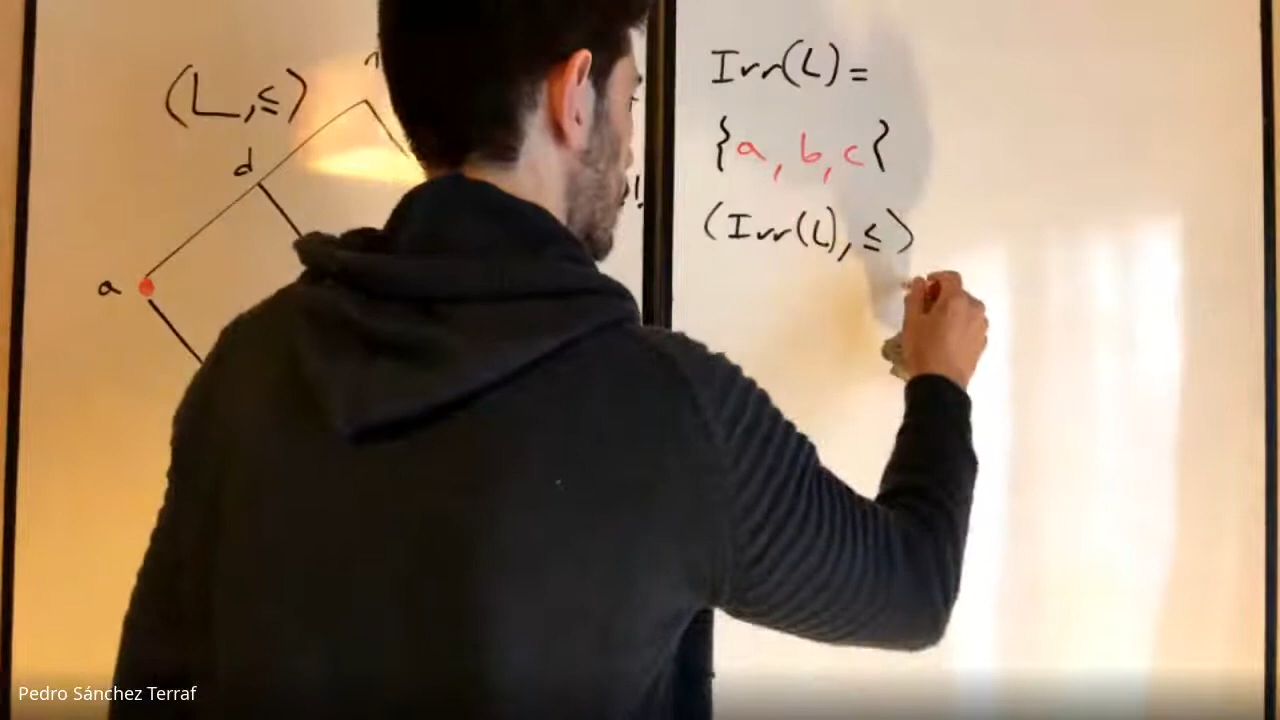 (L, ≤)
d
a
Irr(L) =
{a, b, c}
(Irr(L), ≤)
Pedro Sánchez Terraf